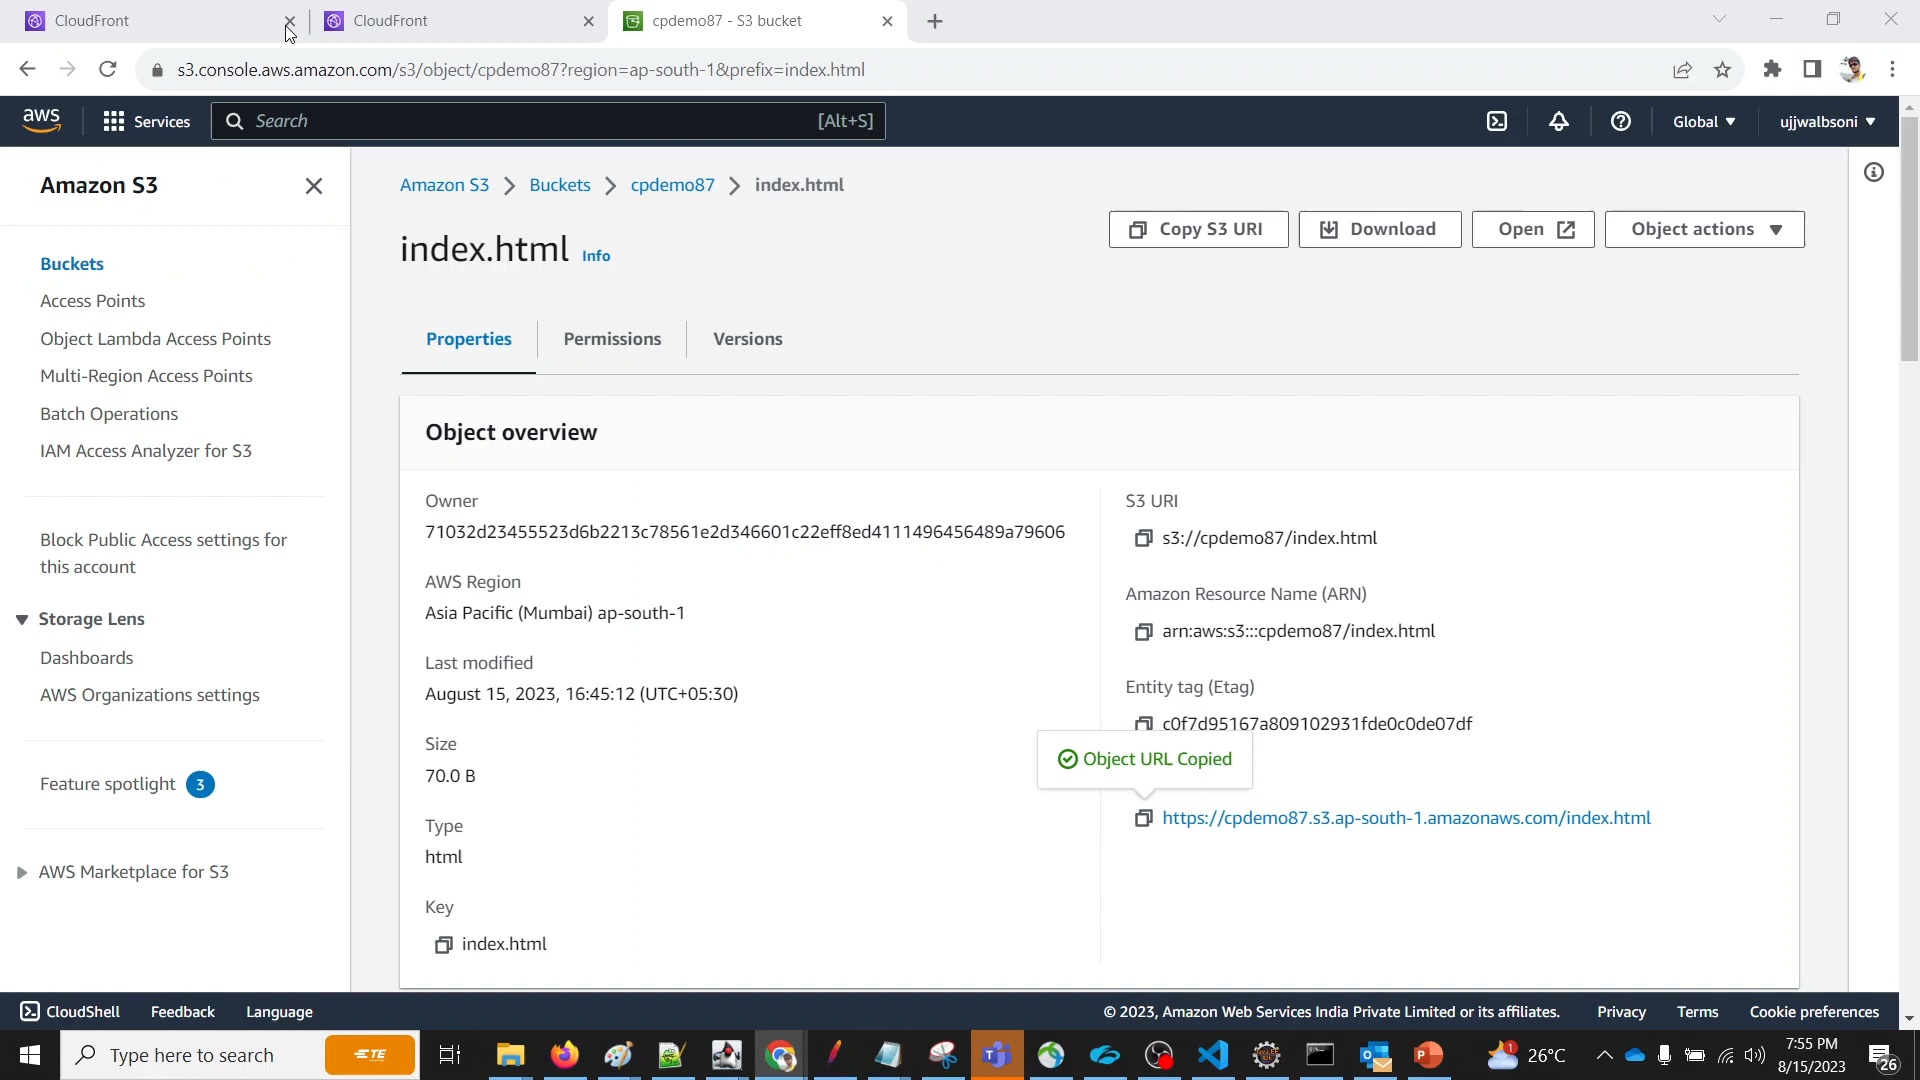 CloudFront
CloudFront
cpdemo87 - S3 bucket
s3.console.aws.amazon.com/s3/object/cpdemo87?region=ap-south-1&prefix=index.html
aws
Services
Search
[Alt+S]
Global
ujjwalbsoni
Amazon S3
Buckets
Access Points
Object Lambda Access Points
Multi-Region Access Points
Batch Operations
IAM Access Analyzer for S3
Block Public Access settings for
this account
Storage Lens
Dashboards
AWS Organizations settings
Feature spotlight 3
AWS Marketplace for S3
Amazon S3 > Buckets > cpdemo87 > index.html
index.html Info
Copy S3 URI
Download
Open
Object actions
Properties
Permissions
Versions
Object overview
Owner
71032d23455523d6b2213c78561e2d346601c22eff8ed4111496456489a79606
AWS Region
Asia Pacific (Mumbai) ap-south-1
Last modified
August 15, 2023, 16:45:12 (UTC+05:30)
Size
70.0 B
Type
html
Key
index.html
S3 URI
s3://cpdemo87/index.html
Amazon Resource Name (ARN)
arn:aws:s3:::cpdemo87/index.html
Entity tag (Etag)
c0f7d95167a809102931fde0c0de07df
Object URL Copied
https://cpdemo87.s3.ap-south-1.amazonaws.com/index.html
CloudShell
Feedback
Language
© 2023, Amazon Web Services India Private Limited or its affiliates.
Privacy
Terms
Cookie preferences
Type here to search
26°C
7:55 PM
8/15/2023
26